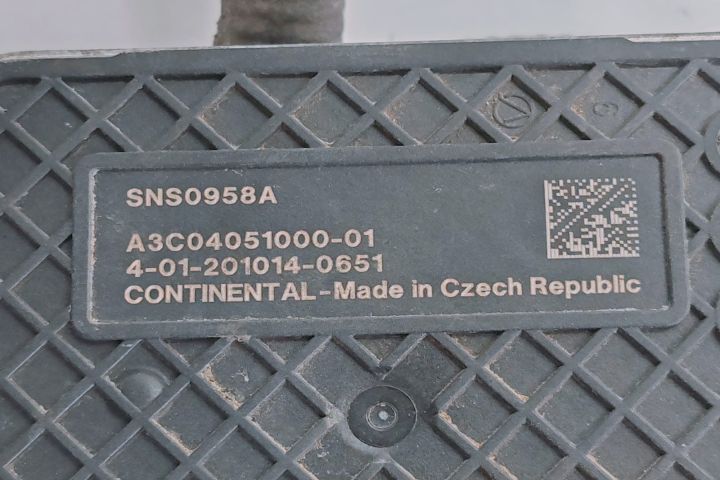 SNS0958A
A3C04051000-01
4-01-201014-0651
CONTINENTAL-Made in Czech Republic